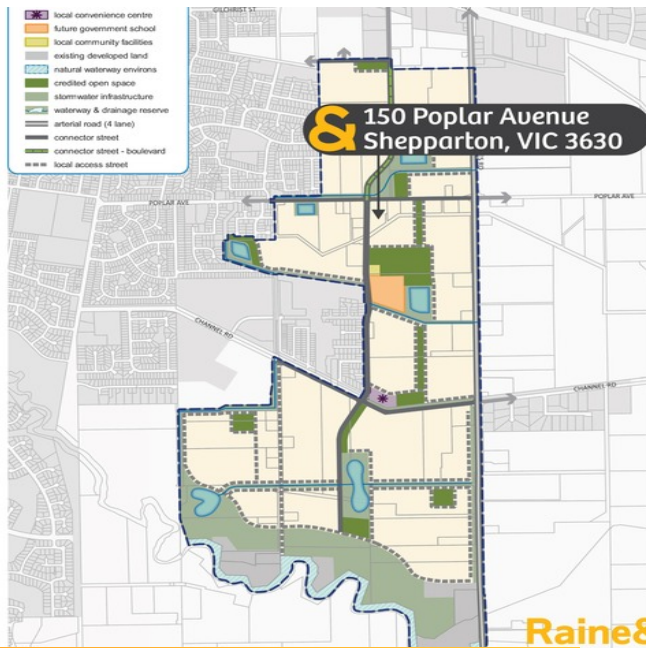 GILCHRIST ST
local convenience centre
future government school
local community facilities
existing developed land
natural waterway environs
credited open space
stormwater infrastructure
waterway & drainage reserve
arterial road (4 lane)
connector street
connector street - boulevard
local access street
& 150 Poplar Avenue
Shepparton, VIC 3630
POPLAR AVE
POPLAR AVE
CHANNEL RD
CHANNEL RD
Raine&